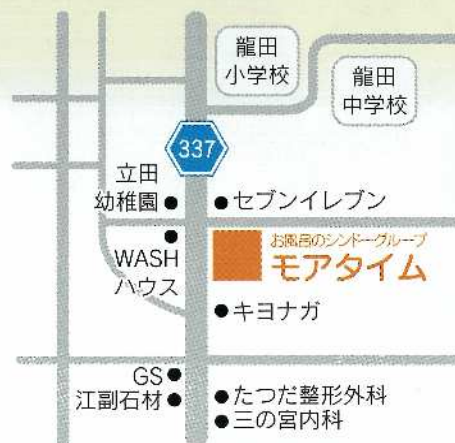 龍田
小学校
龍田
中学校
337
立田
幼稚園
セブンイレブン
WASH
ハウス
お風呂のシンドーグループ
モアタイム
キヨナガ
GS
江副石材
たつだ整形外科
三の宮内科